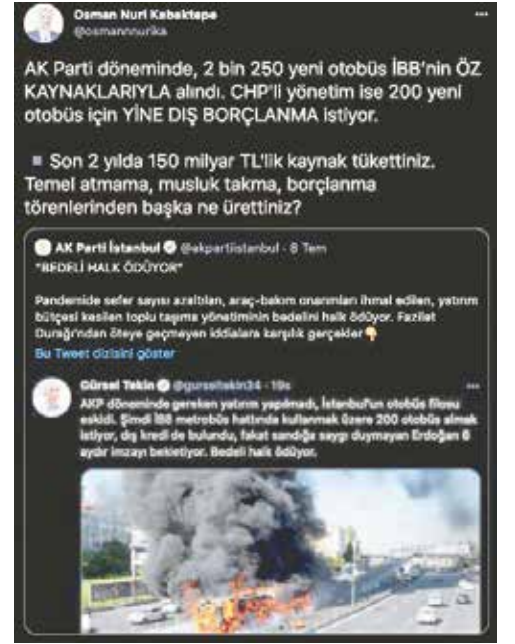 Osman Nuri Kabaktepe
@osmannnurika
AK Parti döneminde, 2 bin 250 yeni otobüs İBB'nin ÖZ
KAYNAKLARIYLA alındı. CHP'li yönetim ise 200 yeni
otobüs için YİNE DIŞ BORÇLANMA istiyor.
Son 2 yılda 150 milyar TL'lik kaynak tükettiniz.
Temel atmama, musluk takma, borçlanma
törenlerinden başka ne ürettiniz?
AK Parti İstanbul @akpartiistanbul · 8 Tem
"BEDELİ HALK ÖDÜYOR"
Pandemide sefer sayısı azaltılan, araç-bakım onarımları ihmal edilen, yatırım
bütçesi kesilen toplu taşıma yönetiminin bedelini halk ödüyor. Fazilet
Durağı'ndan öteye geçmeyen iddialara karşılık gerçekler👇
Bu Tweet dizisini göster
Gürsel Tekin @gurseltekin34 · 19s
AKP döneminde gereken yatırım yapılmadı, İstanbul'un otobüs filosu
eskidi. Şimdi İBB metrobüs hattında kullanmak üzere 200 otobüs almak
istiyor, dış kredi de bulundu, fakat sandığa saygı duymayan Erdoğan 6
aydır imzayı bekletiyor. Bedeli halk ödüyor.